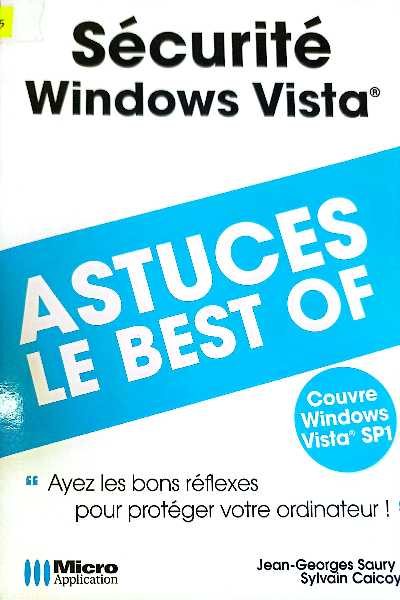 5
Sécurité
Windows Vista®
ASTUCES
LE BEST OF
Couvre
Windows
Vista® SP1
“ Ayez les bons réflexes
pour protéger votre ordinateur !
Micro
Application
Jean-Georges Saury
Sylvain Caicoy